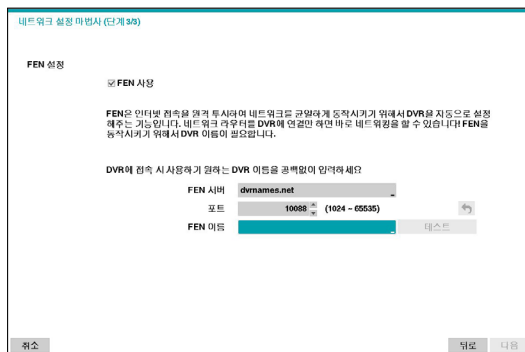 네트워크 설정 마법사 (단계 3/3)
FEN 설정
FEN 사용
FEN은 인터넷 접속을 원격 투시하여 네트워크를 균일하게 동작시키기 위해서 DVR을 자동으로 설정
해주는 기능입니다. 네트워크 라우터를 DVR에 연결만 하면 바로 네트워킹을 할 수 있습니다! FEN을
동작시키기 위해서 DVR 이름이 필요합니다.
DVR에 접속 시 사용하기 원하는 DVR 이름을 공백없이 입력하세요
FEN 서버 dvrnames.net
포트 10088 (1024 – 65535)
FEN 이름 테스트
취소 뒤로 다음